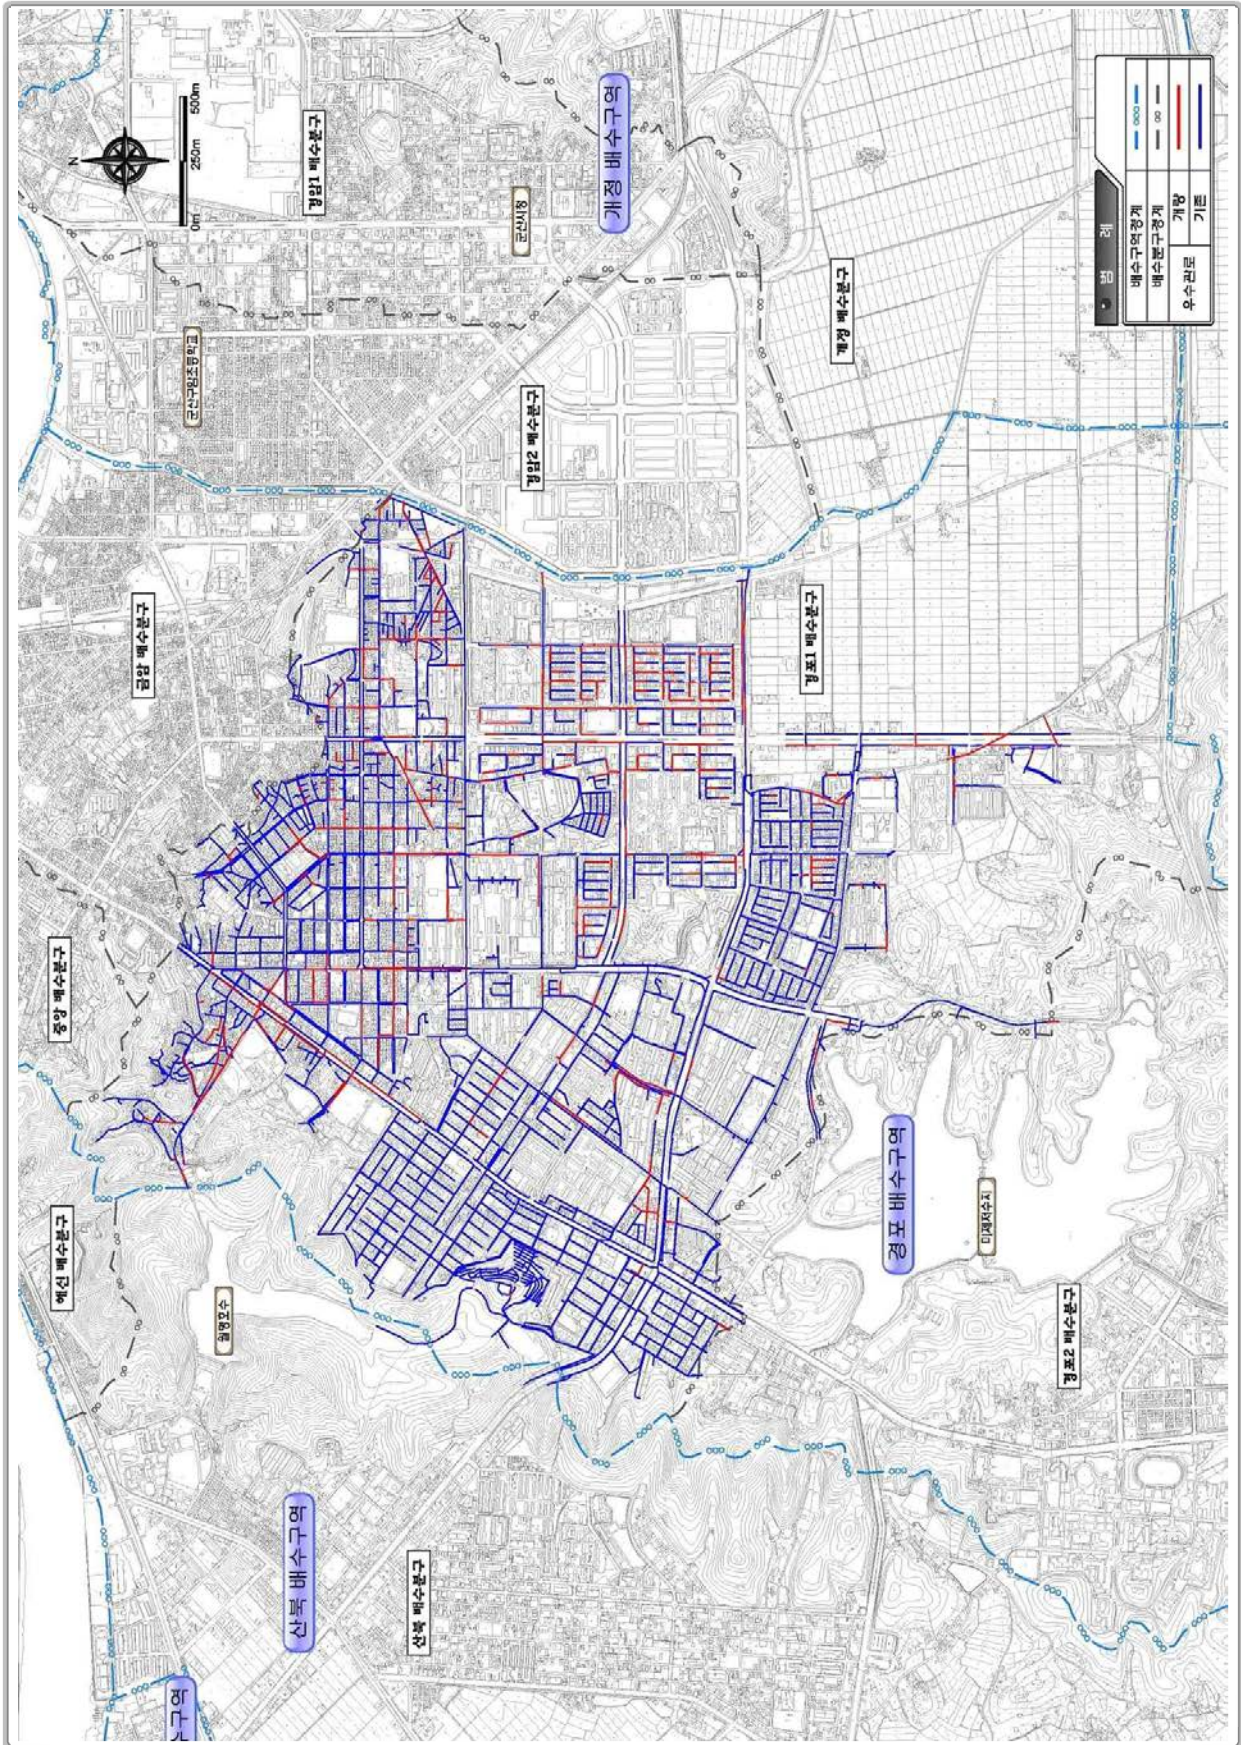 해신 배수분구
중앙 배수분구
N
금암 배수분구
수구역
군산구암초등학교
0m 250m 500m
월명호수
산북 배수구역
경암1 배수분구
산북 배수분구
군산시청
경암2 배수분구
개정 배수구역
경포1 배수분구
개정 배수분구
경포 배수구역
미제저수지
경포2 배수분구
범 례
배수구역경계
배수분구경계
우수관로
개량
기존